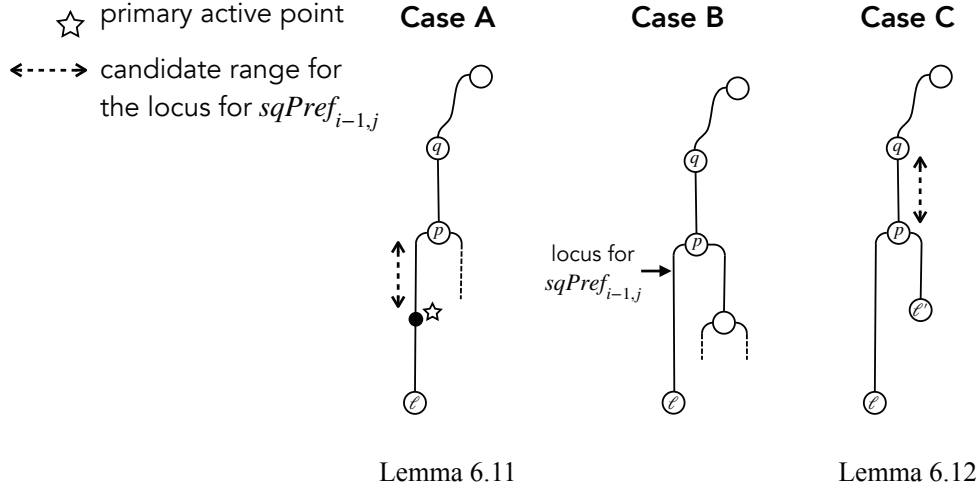 primary active point
candidate range for
the locus for sqPref_{i−1,j}
Case A
q
p
ℓ
Lemma 6.11
Case B
q
p
locus for
sqPref_{i−1,j}
ℓ
Case C
q
p
ℓ′
ℓ
Lemma 6.12